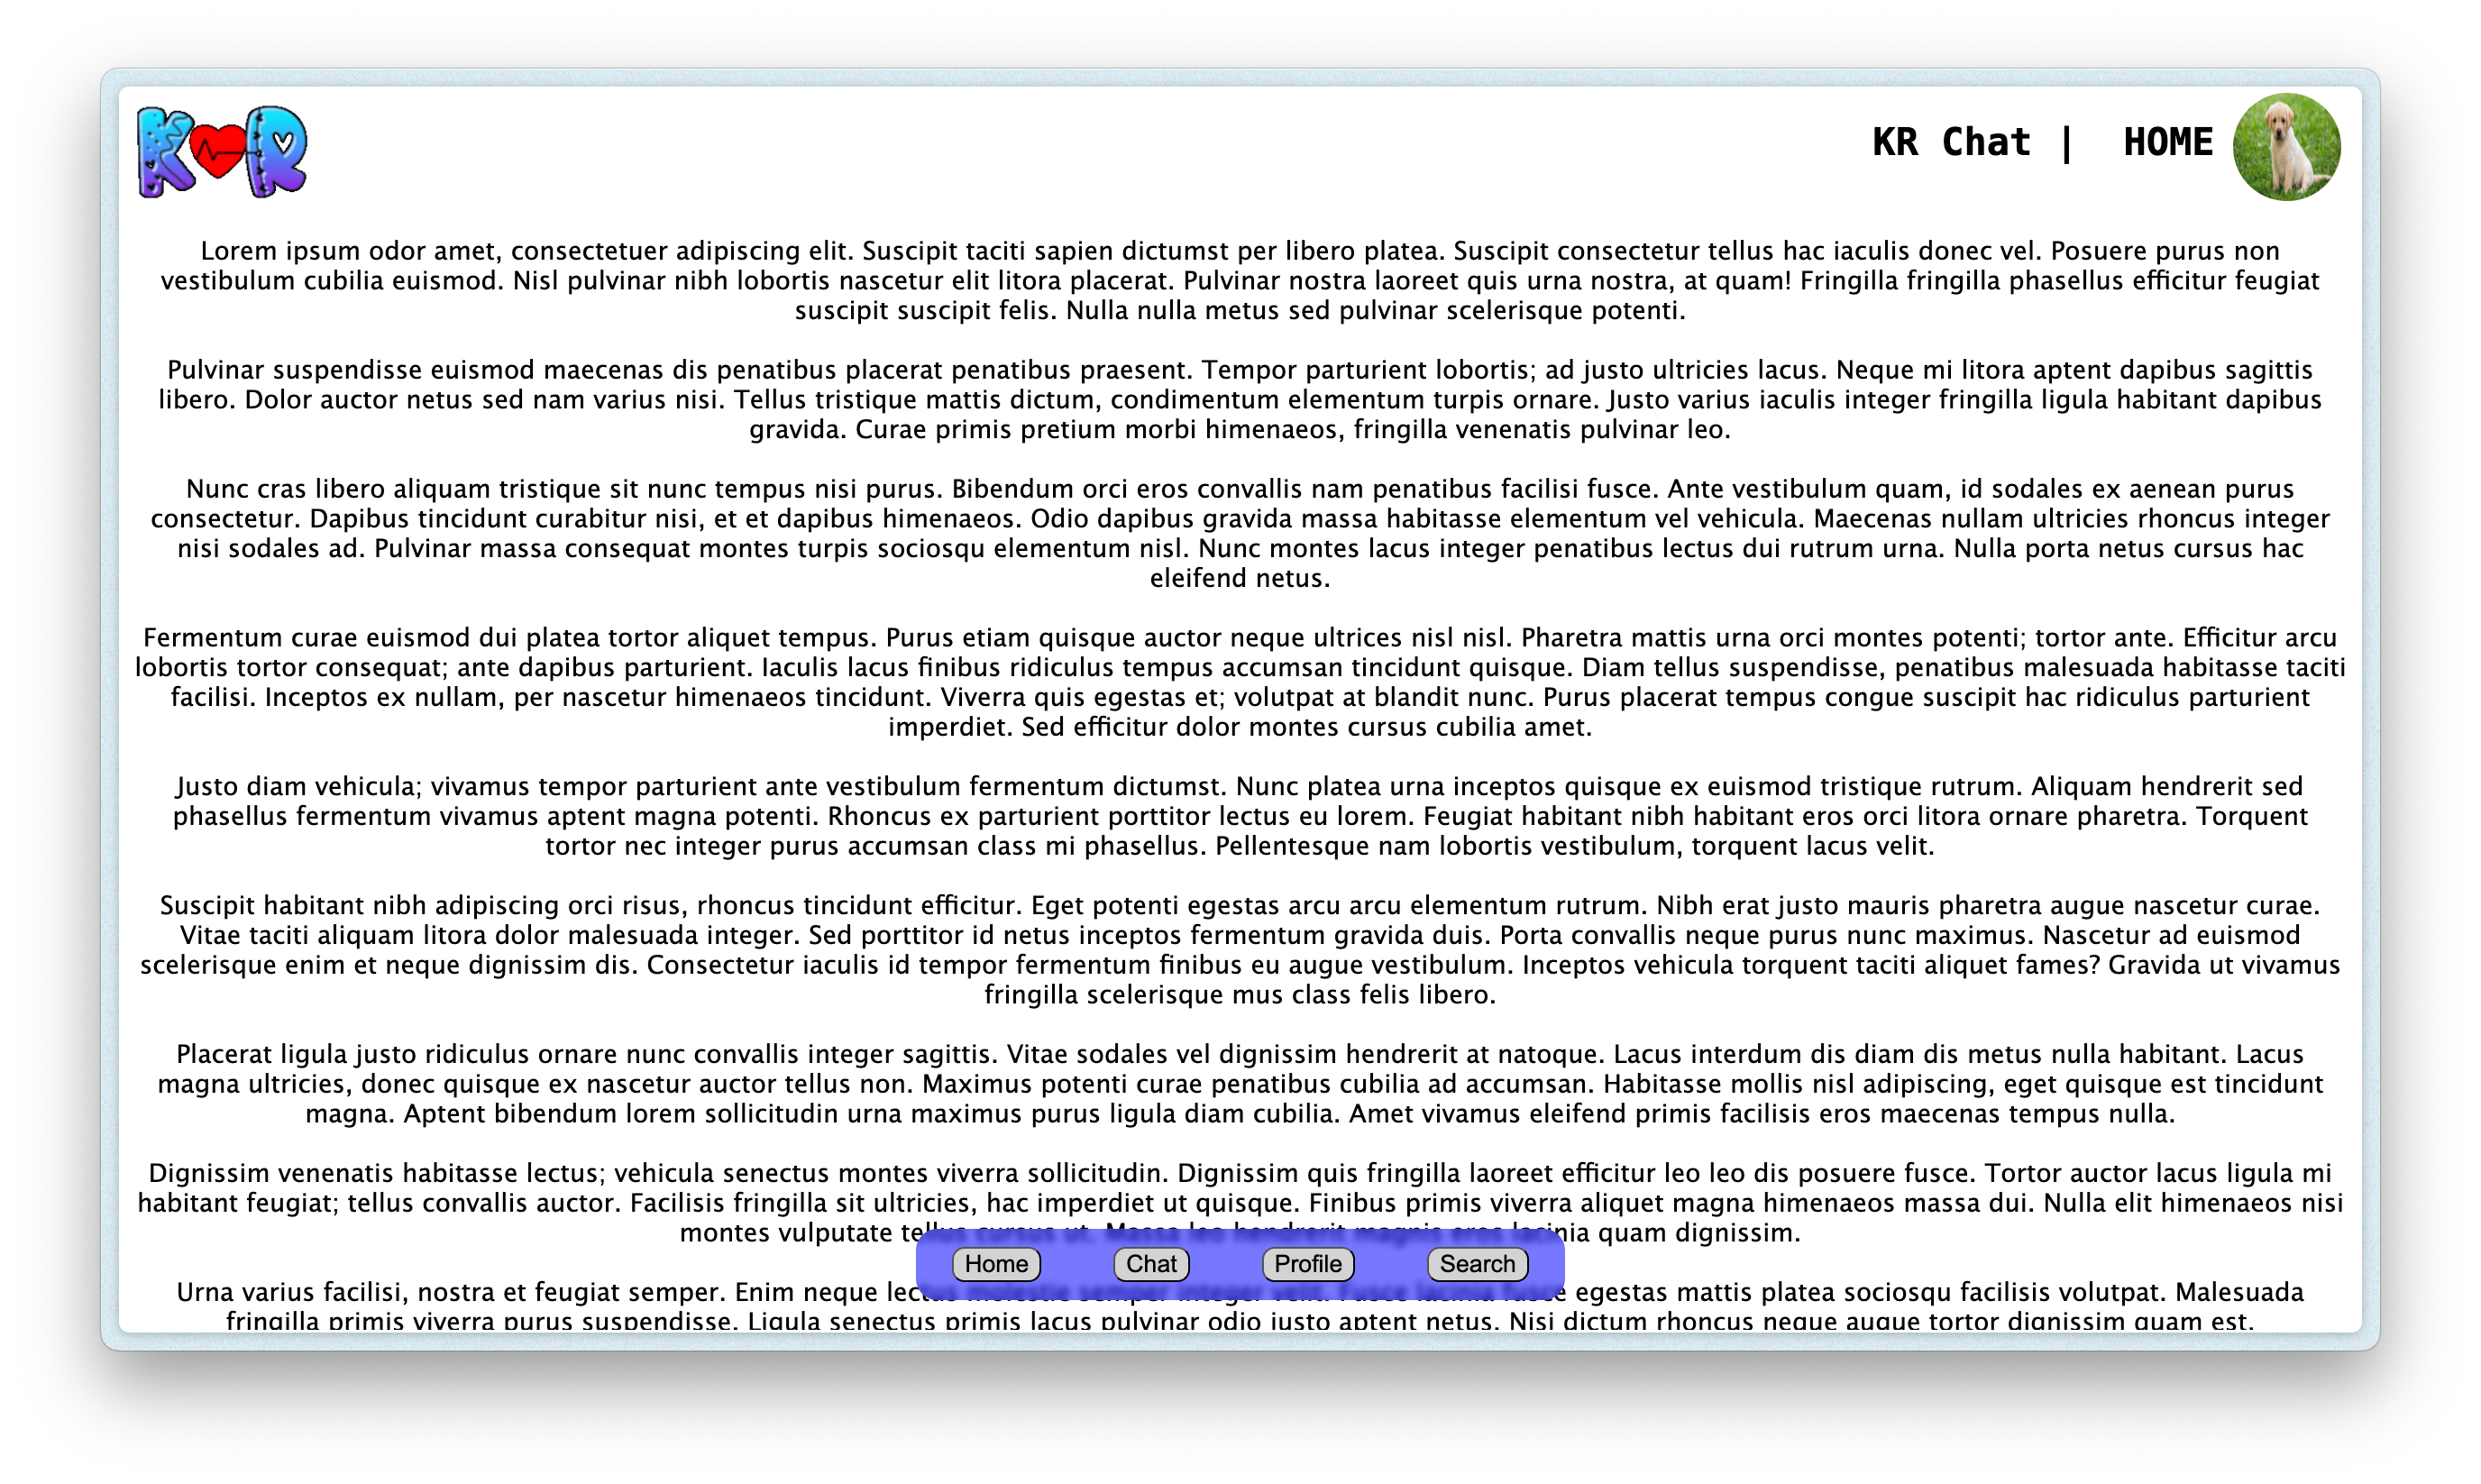 K R
KR Chat | HOME
Lorem ipsum odor amet, consectetuer adipiscing elit. Suscipit taciti sapien dictumst per libero platea. Suscipit consectetur tellus hac iaculis donec vel. Posuere purus non
vestibulum cubilia euismod. Nisl pulvinar nibh lobortis nascetur elit litora placerat. Pulvinar nostra laoreet quis urna nostra, at quam! Fringilla fringilla phasellus efficitur feugiat
suscipit suscipit felis. Nulla nulla metus sed pulvinar scelerisque potenti.
Pulvinar suspendisse euismod maecenas dis penatibus placerat penatibus praesent. Tempor parturient lobortis; ad justo ultricies lacus. Neque mi litora aptent dapibus sagittis
libero. Dolor auctor netus sed nam varius nisi. Tellus tristique mattis dictum, condimentum elementum turpis ornare. Justo varius iaculis integer fringilla ligula habitant dapibus
gravida. Curae primis pretium morbi himenaeos, fringilla venenatis pulvinar leo.
Nunc cras libero aliquam tristique sit nunc tempus nisi purus. Bibendum orci eros convallis nam penatibus facilisi fusce. Ante vestibulum quam, id sodales ex aenean purus
consectetur. Dapibus tincidunt curabitur nisi, et et dapibus himenaeos. Odio dapibus gravida massa habitasse elementum vel vehicula. Maecenas nullam ultricies rhoncus integer
nisi sodales ad. Pulvinar massa consequat montes turpis sociosqu elementum nisl. Nunc montes lacus integer penatibus lectus dui rutrum urna. Nulla porta netus cursus hac
eleifend netus.
Fermentum curae euismod dui platea tortor aliquet tempus. Purus etiam quisque auctor neque ultrices nisl nisl. Pharetra mattis urna orci montes potenti; tortor ante. Efficitur arcu
lobortis tortor consequat; ante dapibus parturient. Iaculis lacus finibus ridiculus tempus accumsan tincidunt quisque. Diam tellus suspendisse, penatibus malesuada habitasse taciti
facilisi. Inceptos ex nullam, per nascetur himenaeos tincidunt. Viverra quis egestas et; volutpat at blandit nunc. Purus placerat tempus congue suscipit hac ridiculus parturient
imperdiet. Sed efficitur dolor montes cursus cubilia amet.
Justo diam vehicula; vivamus tempor parturient ante vestibulum fermentum dictumst. Nunc platea urna inceptos quisque ex euismod tristique rutrum. Aliquam hendrerit sed
phasellus fermentum vivamus aptent magna potenti. Rhoncus ex parturient porttitor lectus eu lorem. Feugiat habitant nibh habitant eros orci litora ornare pharetra. Torquent
tortor nec integer purus accumsan class mi phasellus. Pellentesque nam lobortis vestibulum, torquent lacus velit.
Suscipit habitant nibh adipiscing orci risus, rhoncus tincidunt efficitur. Eget potenti egestas arcu arcu elementum rutrum. Nibh erat justo mauris pharetra augue nascetur curae.
Vitae taciti aliquam litora dolor malesuada integer. Sed porttitor id netus inceptos fermentum gravida duis. Porta convallis neque purus nunc maximus. Nascetur ad euismod
scelerisque enim et neque dignissim dis. Consectetur iaculis id tempor fermentum finibus eu augue vestibulum. Inceptos vehicula torquent taciti aliquet fames? Gravida ut vivamus
fringilla scelerisque mus class felis libero.
Placerat ligula justo ridiculus ornare nunc convallis integer sagittis. Vitae sodales vel dignissim hendrerit at natoque. Lacus interdum dis diam dis metus nulla habitant. Lacus
magna ultricies, donec quisque ex nascetur auctor tellus non. Maximus potenti curae penatibus cubilia ad accumsan. Habitasse mollis nisl adipiscing, eget quisque est tincidunt
magna. Aptent bibendum lorem sollicitudin urna maximus purus ligula diam cubilia. Amet vivamus eleifend primis facilisis eros maecenas tempus nulla.
Dignissim venenatis habitasse lectus; vehicula senectus montes viverra sollicitudin. Dignissim quis fringilla laoreet efficitur leo leo dis posuere fusce. Tortor auctor lacus ligula mi
habitant feugiat; tellus convallis auctor. Facilisis fringilla sit ultricies, hac imperdiet ut quisque. Finibus primis viverra aliquet magna himenaeos massa dui. Nulla elit himenaeos nisi
montes vulputate tellus cursus ut. Massa leo hendrerit magnis eros lacinia quam dignissim.
Home Chat Profile Search
Urna varius facilisi, nostra et feugiat semper. Enim neque lectus molestie semper integer velit. Fusce lacinia fusce egestas mattis platea sociosqu facilisis volutpat. Malesuada
fringilla primis viverra purus suspendisse. Ligula senectus primis lacus pulvinar odio justo aptent netus. Nisi dictum rhoncus neque augue tortor dignissim quam est.